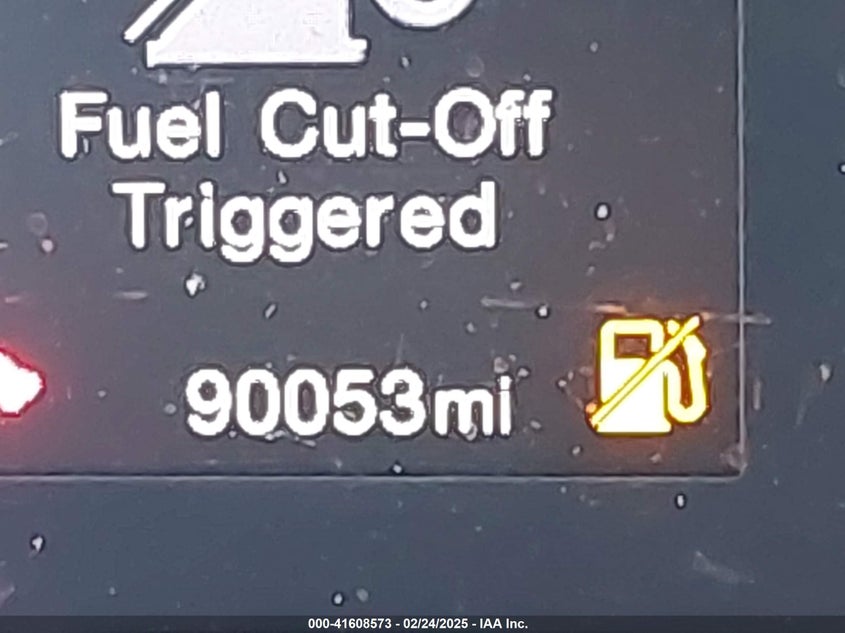 Fuel Cut-Off
Triggered
90053mi
000-41608573 - 02/24/2025 - IAA Inc.